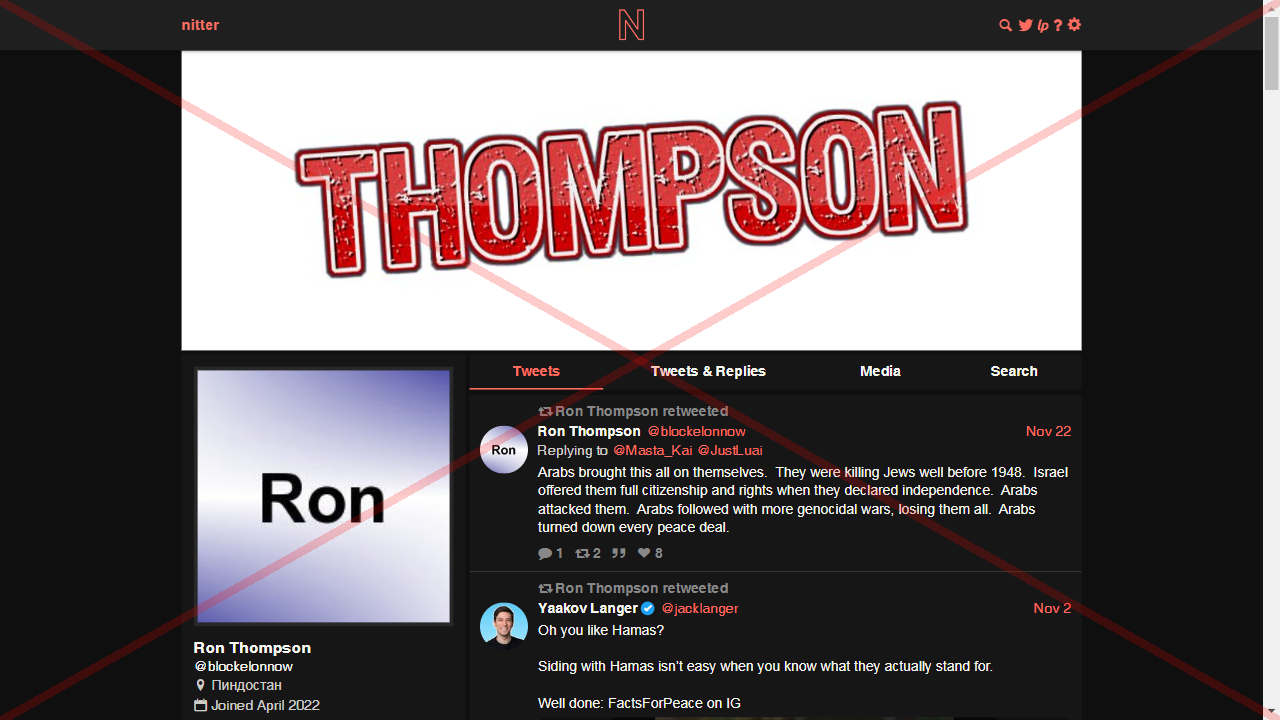 nitter
N
lp ?
THOMPSON
Ron
Ron Thompson
@blockelonnow
Пиндостан
Joined April 2022
Tweets Tweets & Replies Media Search
Ron Thompson retweeted
Ron
Ron Thompson @blockelonnow Nov 22
Replying to @Masta_Kai @JustLuai
Arabs brought this all on themselves. They were killing Jews well before 1948. Israel
offered them full citizenship and rights when they declared independence. Arabs
attacked them. Arabs followed with more genocidal wars, losing them all. Arabs
turned down every peace deal.
1 2 8
Ron Thompson retweeted
Yaakov Langer @jacklanger Nov 2
Oh you like Hamas?
Siding with Hamas isn't easy when you know what they actually stand for.
Well done: FactsForPeace on IG